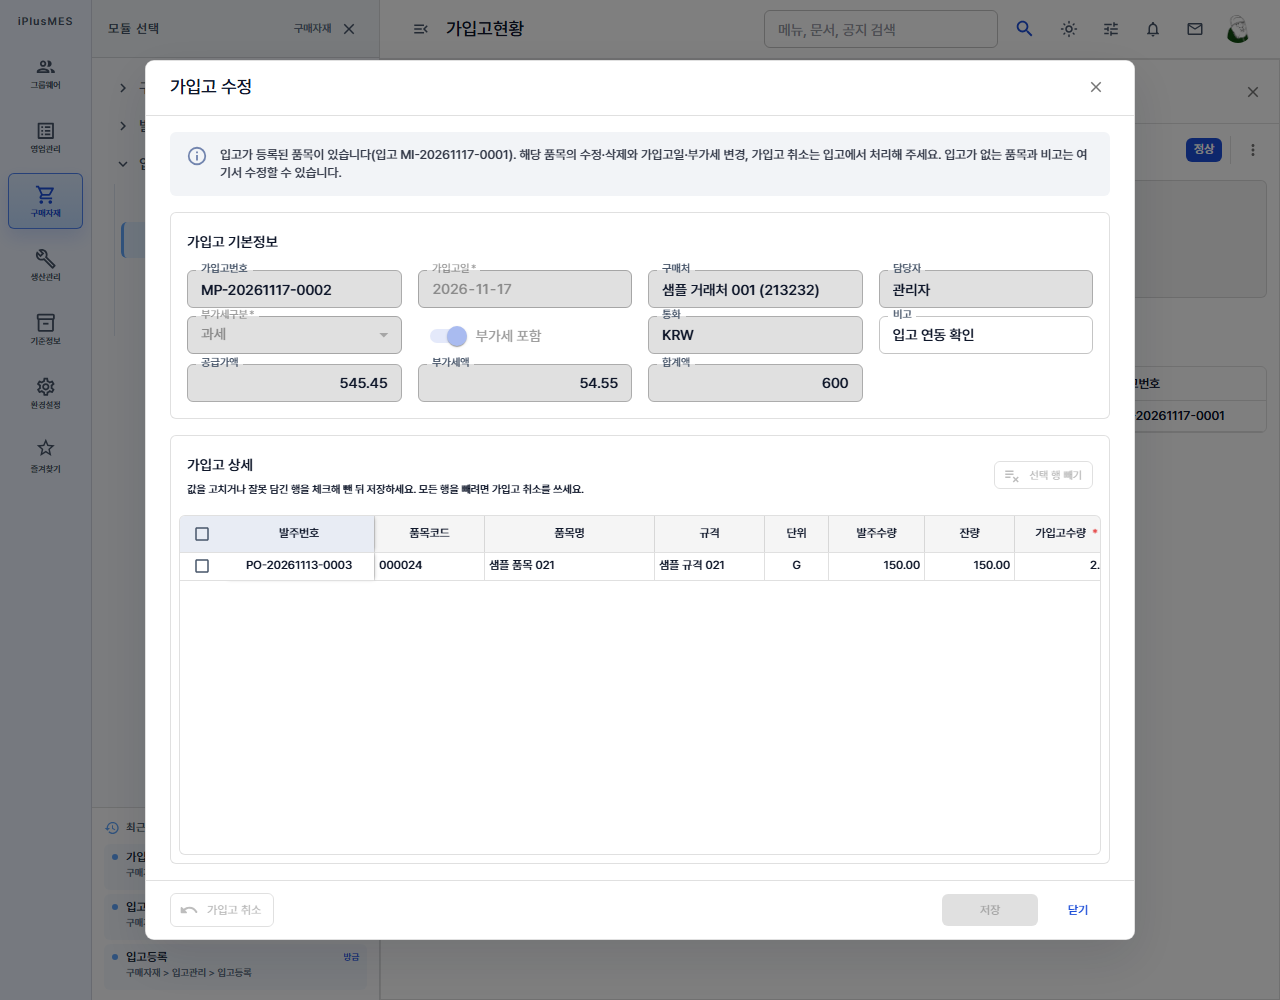 iPlusMES
모듈 선택
구매자재
가입고현황
메뉴, 문서, 공지 검색
그룹웨어
영업관리
구매자재
생산관리
기준정보
환경설정
즐겨찾기
정상
가입고 수정
입고가 등록된 품목이 있습니다(입고 MI-20261117-0001). 해당 품목의 수정·삭제와 가입고일·부가세 변경, 가입고 취소는 입고에서 처리해 주세요. 입고가 없는 품목과 비고는 여
기서 수정할 수 있습니다.
가입고 기본정보
가입고번호
MP-20261117-0002
가입고일 *
2026-11-17
구매처
샘플 거래처 001 (213232)
담당자
관리자
부가세구분 *
과세
부가세 포함
통화
KRW
비고
입고 연동 확인
공급가액
545.45
부가세액
54.55
합계액
600
고번호
-20261117-0001
가입고 상세
값을 고치거나 잘못 담긴 행을 체크해 뺀 뒤 저장하세요. 모든 행을 빼려면 가입고 취소를 쓰세요.
선택 행 빼기
발주번호 품목코드 품목명 규격 단위 발주수량 잔량 가입고수량 *
PO-20261113-0003 000024 샘플 품목 021 샘플 규격 021 G 150.00 150.00 2.
최근
가입
구매
입고
구매
입고등록 방금
구매자재 > 입고관리 > 입고등록
가입고 취소
저장
닫기